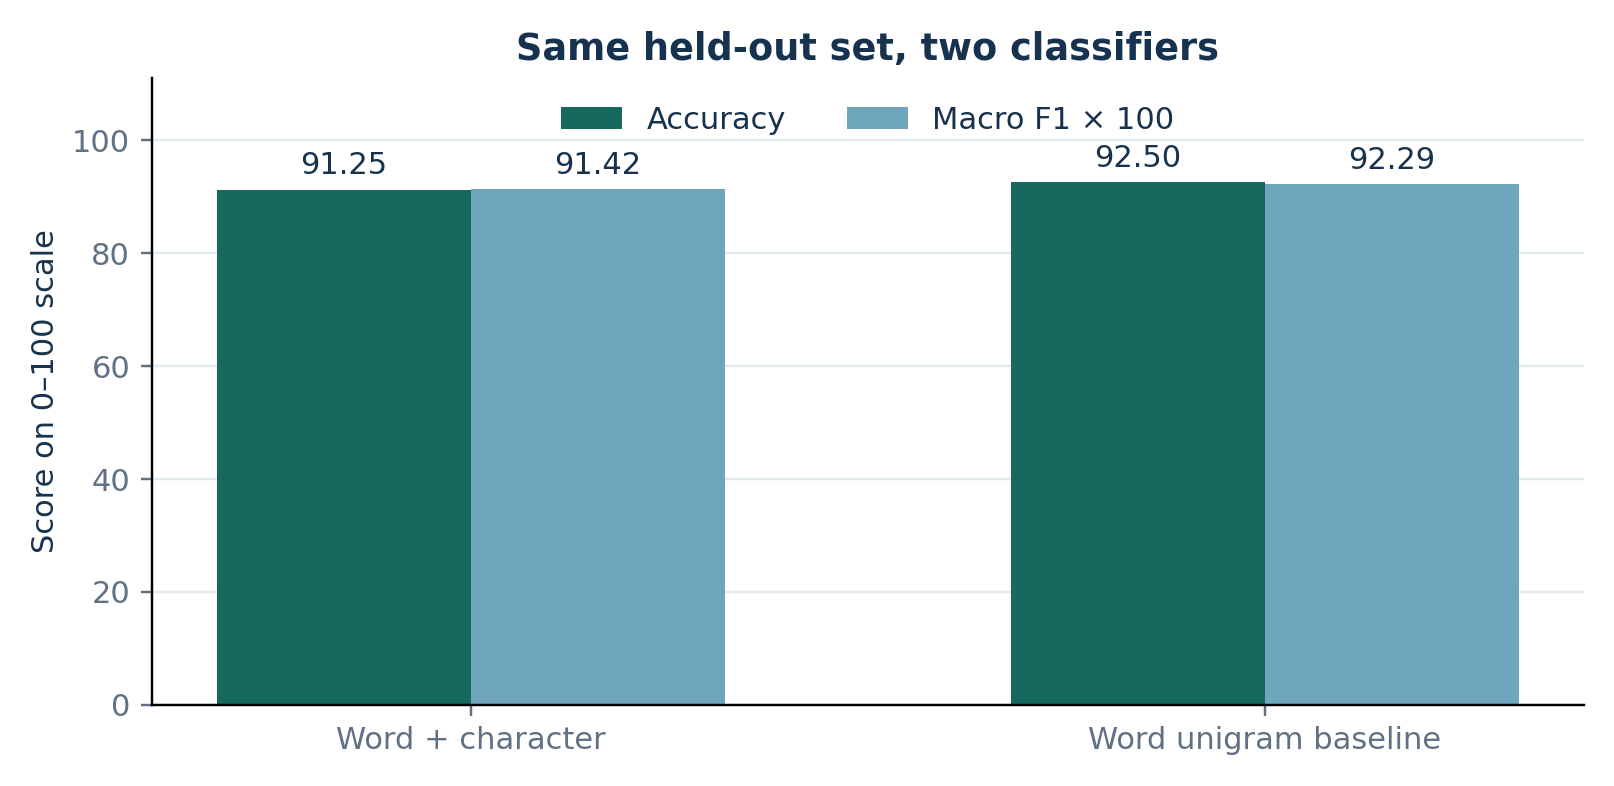 Same held-out set, two classifiers
Accuracy
Macro F1 × 100
Score on 0–100 scale
100
80
60
40
20
0
91.25
91.42
92.50
92.29
Word + character
Word unigram baseline